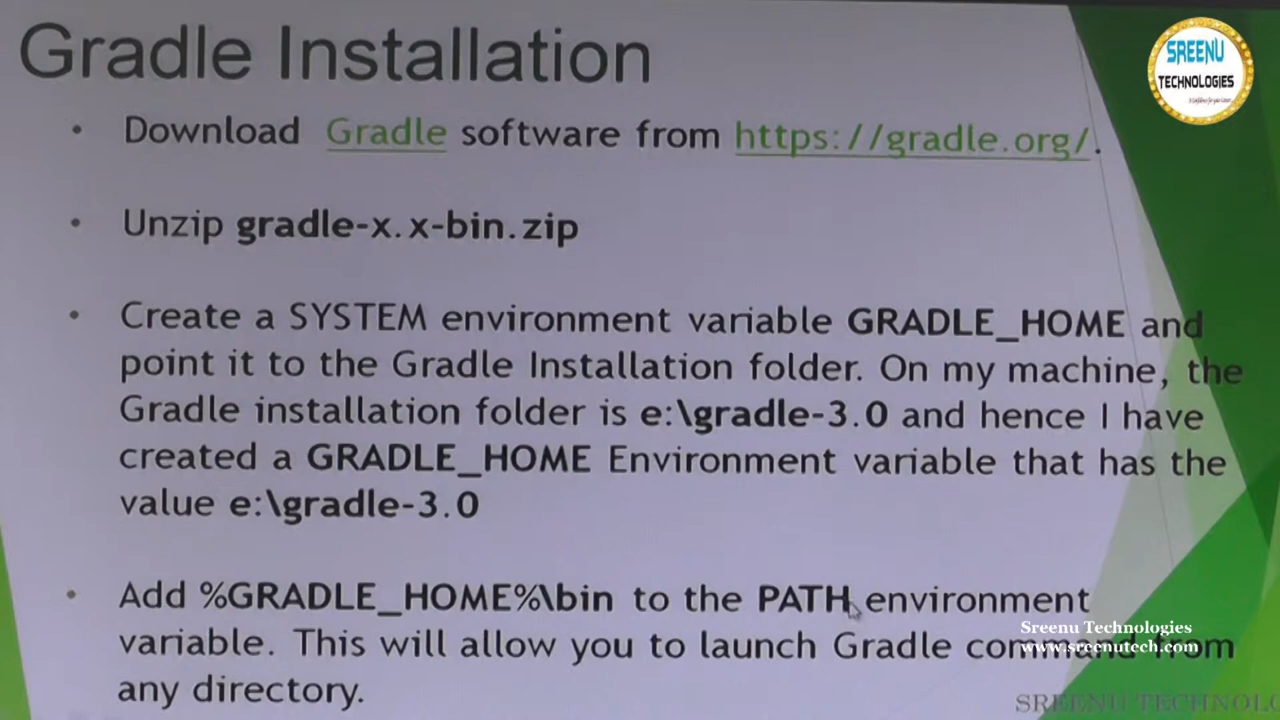 Gradle Installation
SREENU
TECHNOLOGIES
• Download Gradle software from https://gradle.org/.
• Unzip gradle-x.x-bin.zip
• Create a SYSTEM environment variable GRADLE_HOME and
point it to the Gradle Installation folder. On my machine, the
Gradle installation folder is e:\gradle-3.0 and hence I have
created a GRADLE_HOME Environment variable that has the
value e:\gradle-3.0
• Add %GRADLE_HOME%\bin to the PATH environment
variable. This will allow you to launch Gradle command from
any directory.
Sreenu Technologies
www.sreenutech.com
SREENU TECHNOLO